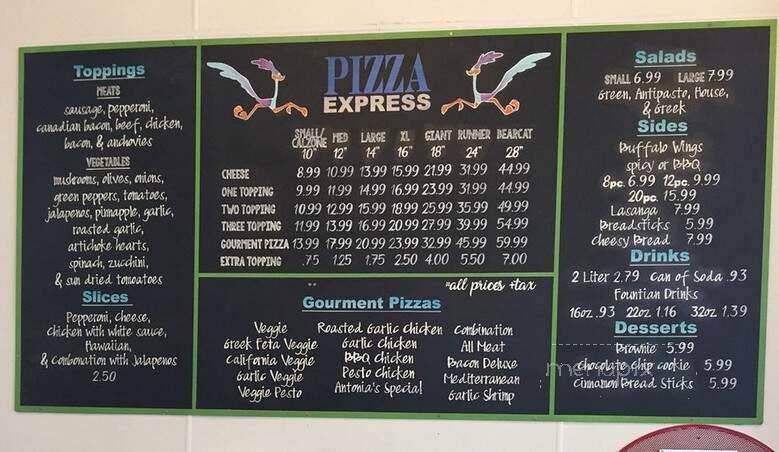 Toppings
MEATS
sausage, pepperoni,
canadian bacon, beef, chicken,
bacon, & anchovies
VEGETABLES
mushrooms, olives, onions,
green peppers, tomatoes,
jalapenos, pinnapple, garlic,
roasted garlic,
artichoke hearts,
spinach, zucchini,
& sun dried tomatoes
Slices
Pepperoni, Cheese,
Chicken with white sauce,
Hawaiian,
& Combonation with Jalapenos
2.50
PIZZA
EXPRESS
SMALL/CALZONE MED LARGE XL GIANT RUNNER BEARCAT
10" 12" 14" 16" 18" 24" 28"
CHEESE 8.99 10.99 13.99 15.99 21.99 31.99 44.99
ONE TOPPING 9.99 11.99 14.99 16.99 23.99 31.99 44.99
TWO TOPPING 10.99 12.99 15.99 18.99 25.99 35.99 49.99
THREE TOPPING 11.99 13.99 16.99 20.99 27.99 39.99 54.99
GOURMENT PIZZA 13.99 17.99 20.99 23.99 32.99 45.99 59.99
EXTRA TOPPING .75 1.25 1.75 2.50 4.00 5.50 7.00
*all prices +tax
Gourment Pizzas
Veggie Roasted Garlic Chicken Combination
Greek Feta Veggie Garlic Chicken All Meat
California Veggie BBQ Chicken Bacon Deluxe
Garlic Veggie Pesto Chicken Mediterranean
Veggie Pesto Antonia's Special Garlic Shrimp
Salads
SMALL 6.99 LARGE 7.99
Green, Antipasto, House,
& Greek
Sides
Buffalo Wings
spicy or BBQ
8pc. 6.99 12pc. 9.99
20pc. 15.99
Lasanga 7.99
Breadsticks 5.99
Cheesy Bread 7.99
Drinks
2 Liter 2.79 Can of Soda .93
Fountian Drinks
16oz .93 22oz 1.16 32oz 1.39
Desserts
Brownie 5.99
chocolate chip cookie 5.99
Cinnamon Bread Sticks 5.99
menupix